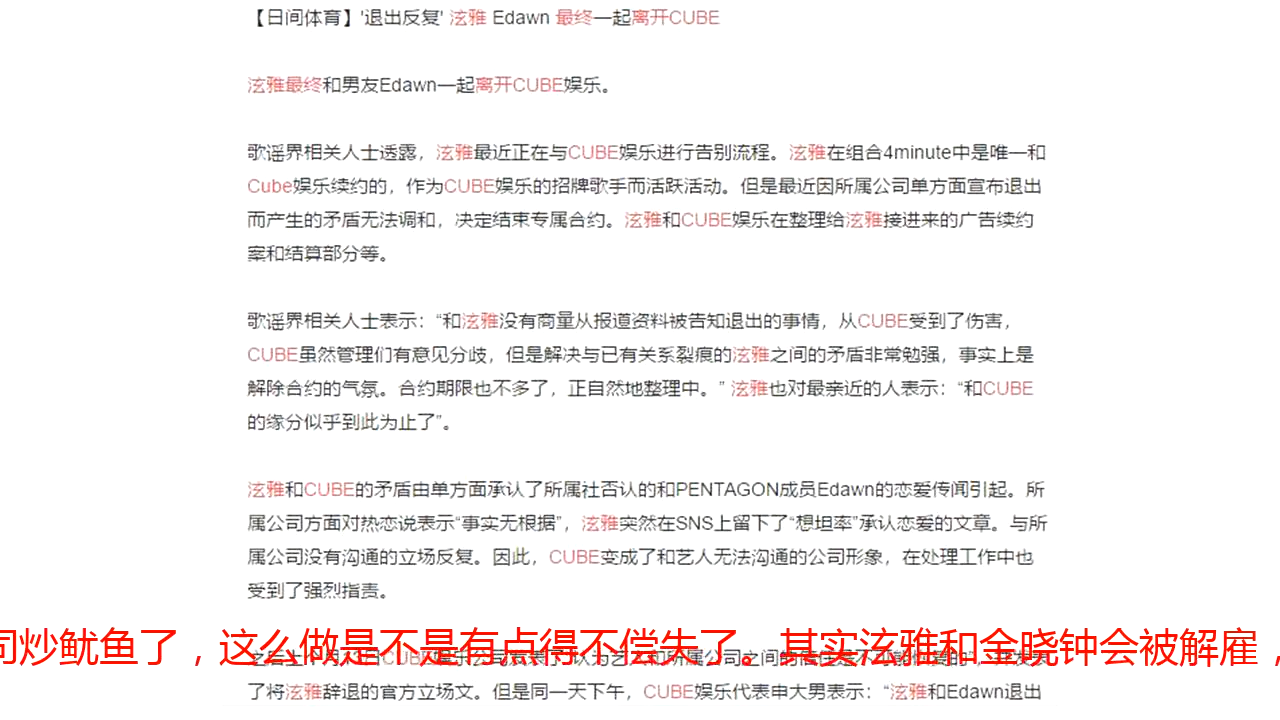 【日间体育】'退出反复' 泫雅 Edawn 最终一起离开CUBE
泫雅最终和男友Edawn一起离开CUBE娱乐。
歌谣界相关人士透露，泫雅最近正在与CUBE娱乐进行告别流程。泫雅在组合4minute中是唯一和
Cube娱乐续约的，作为CUBE娱乐的招牌歌手而活跃活动。但是最近因所属公司单方面宣布退出
而产生的矛盾无法调和，决定结束专属合约。泫雅和CUBE娱乐在整理给泫雅接进来的广告续约
案和结算部分等。
歌谣界相关人士表示：“和泫雅没有商量从报道资料被告知退出的事情，从CUBE受到了伤害，
CUBE虽然管理们有意见分歧，但是解决与已有关系裂痕的泫雅之间的矛盾非常勉强，事实上是
解除合约的气氛。合约期限也不多了，正自然地整理中。” 泫雅也对最亲近的人表示：“和CUBE
的缘分似乎到此为止了”。
泫雅和CUBE的矛盾由单方面承认了所属社否认的和PENTAGON成员Edawn的恋爱传闻引起。所
属公司方面对热恋说表示“事实无根据”，泫雅突然在SNS上留下了“想坦率”承认恋爱的文章。与所
属公司没有沟通的立场反复。因此，CUBE变成了和艺人无法沟通的公司形象，在处理工作中也
受到了强烈指责。
司炒鱿鱼了，这么做是不是有点得不偿失了。其实泫雅和金晓钟会被解雇，
了将泫雅辞退的官方立场文。但是同一天下午，CUBE娱乐代表申大男表示：“泫雅和Edawn退出